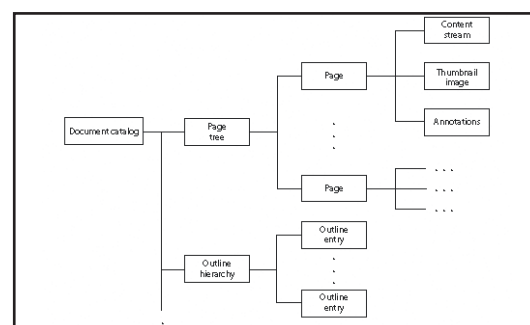 Content
stream
Page
Thumbnail
image
Annotations
Document catalog
Page
tree
.
.
.
Page
. . .
. . .
. . .
Outline
entry
Outline
hierarchy
.
.
.
Outline
entry
.